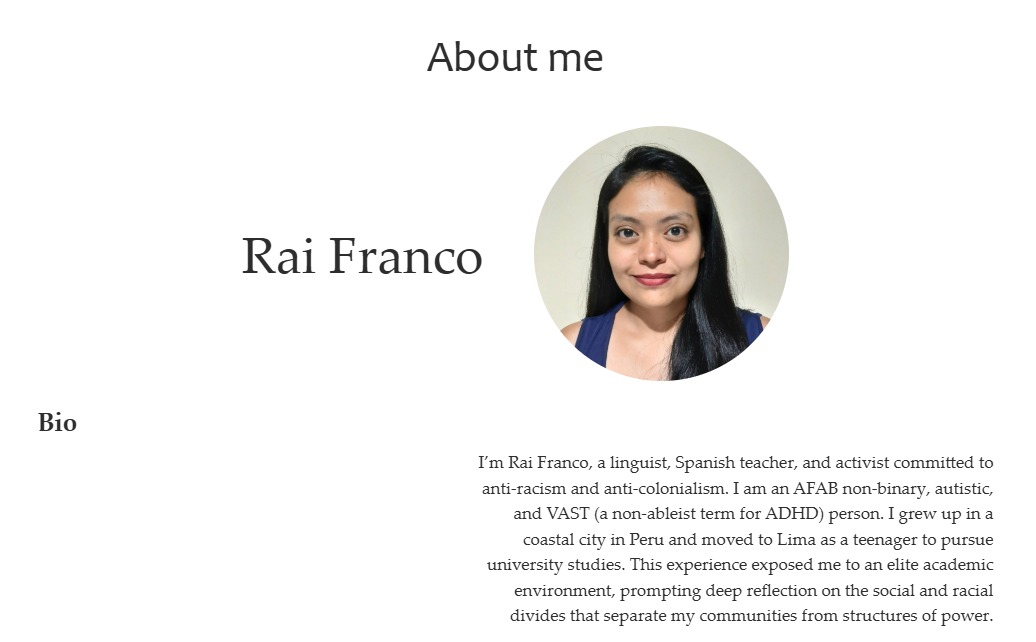 About me
Rai Franco
Bio
I’m Rai Franco, a linguist, Spanish teacher, and activist committed to
anti-racism and anti-colonialism. I am an AFAB non-binary, autistic,
and VAST (a non-ableist term for ADHD) person. I grew up in a
coastal city in Peru and moved to Lima as a teenager to pursue
university studies. This experience exposed me to an elite academic
environment, prompting deep reflection on the social and racial
divides that separate my communities from structures of power.